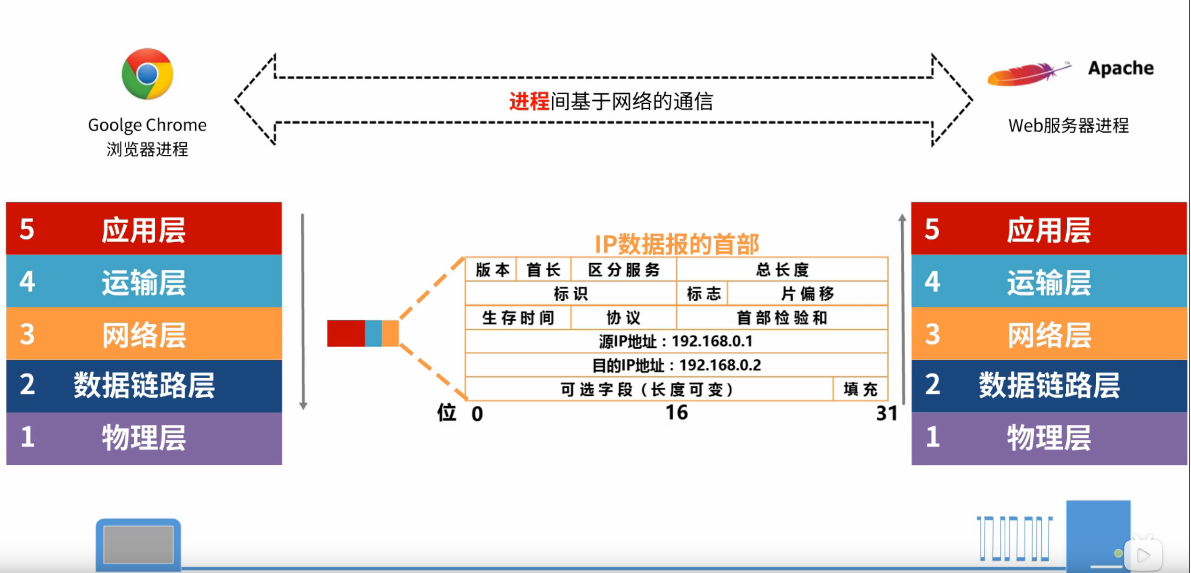 Apache
进程间基于网络的通信
Goolge Chrome
浏览器进程
Web服务器进程
5 应用层
4 运输层
3 网络层
2 数据链路层
1 物理层
IP数据报的首部
版本 首长 区分服务 总长度
标识 标志 片偏移
生存时间 协议 首部检验和
源IP地址：192.168.0.1
目的IP地址：192.168.0.2
可选字段（长度可变） 填充
位 0 16 31
5 应用层
4 运输层
3 网络层
2 数据链路层
1 物理层